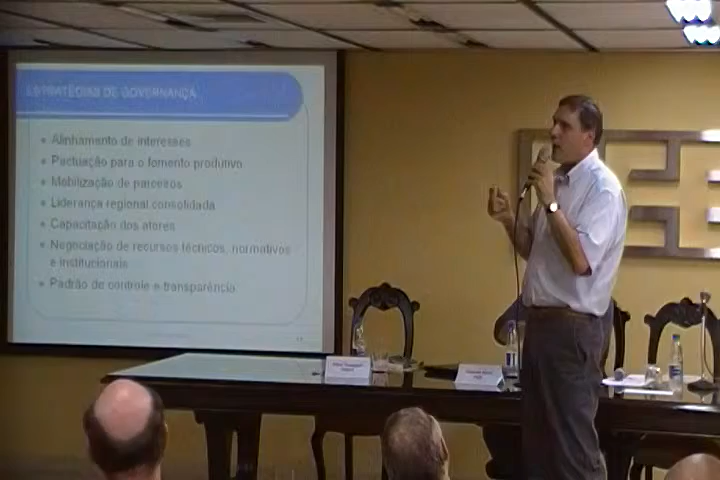 ESTRATÉGIAS DE GOVERNANÇA
Alinhamento de interesses
Pactuação para o fomento produtivo
Mobilização de parceiros
Liderança regional consolidada
Capacitação dos atores
Negociação de recursos técnicos, normativos
e institucionais
Padrão de controle e transparência